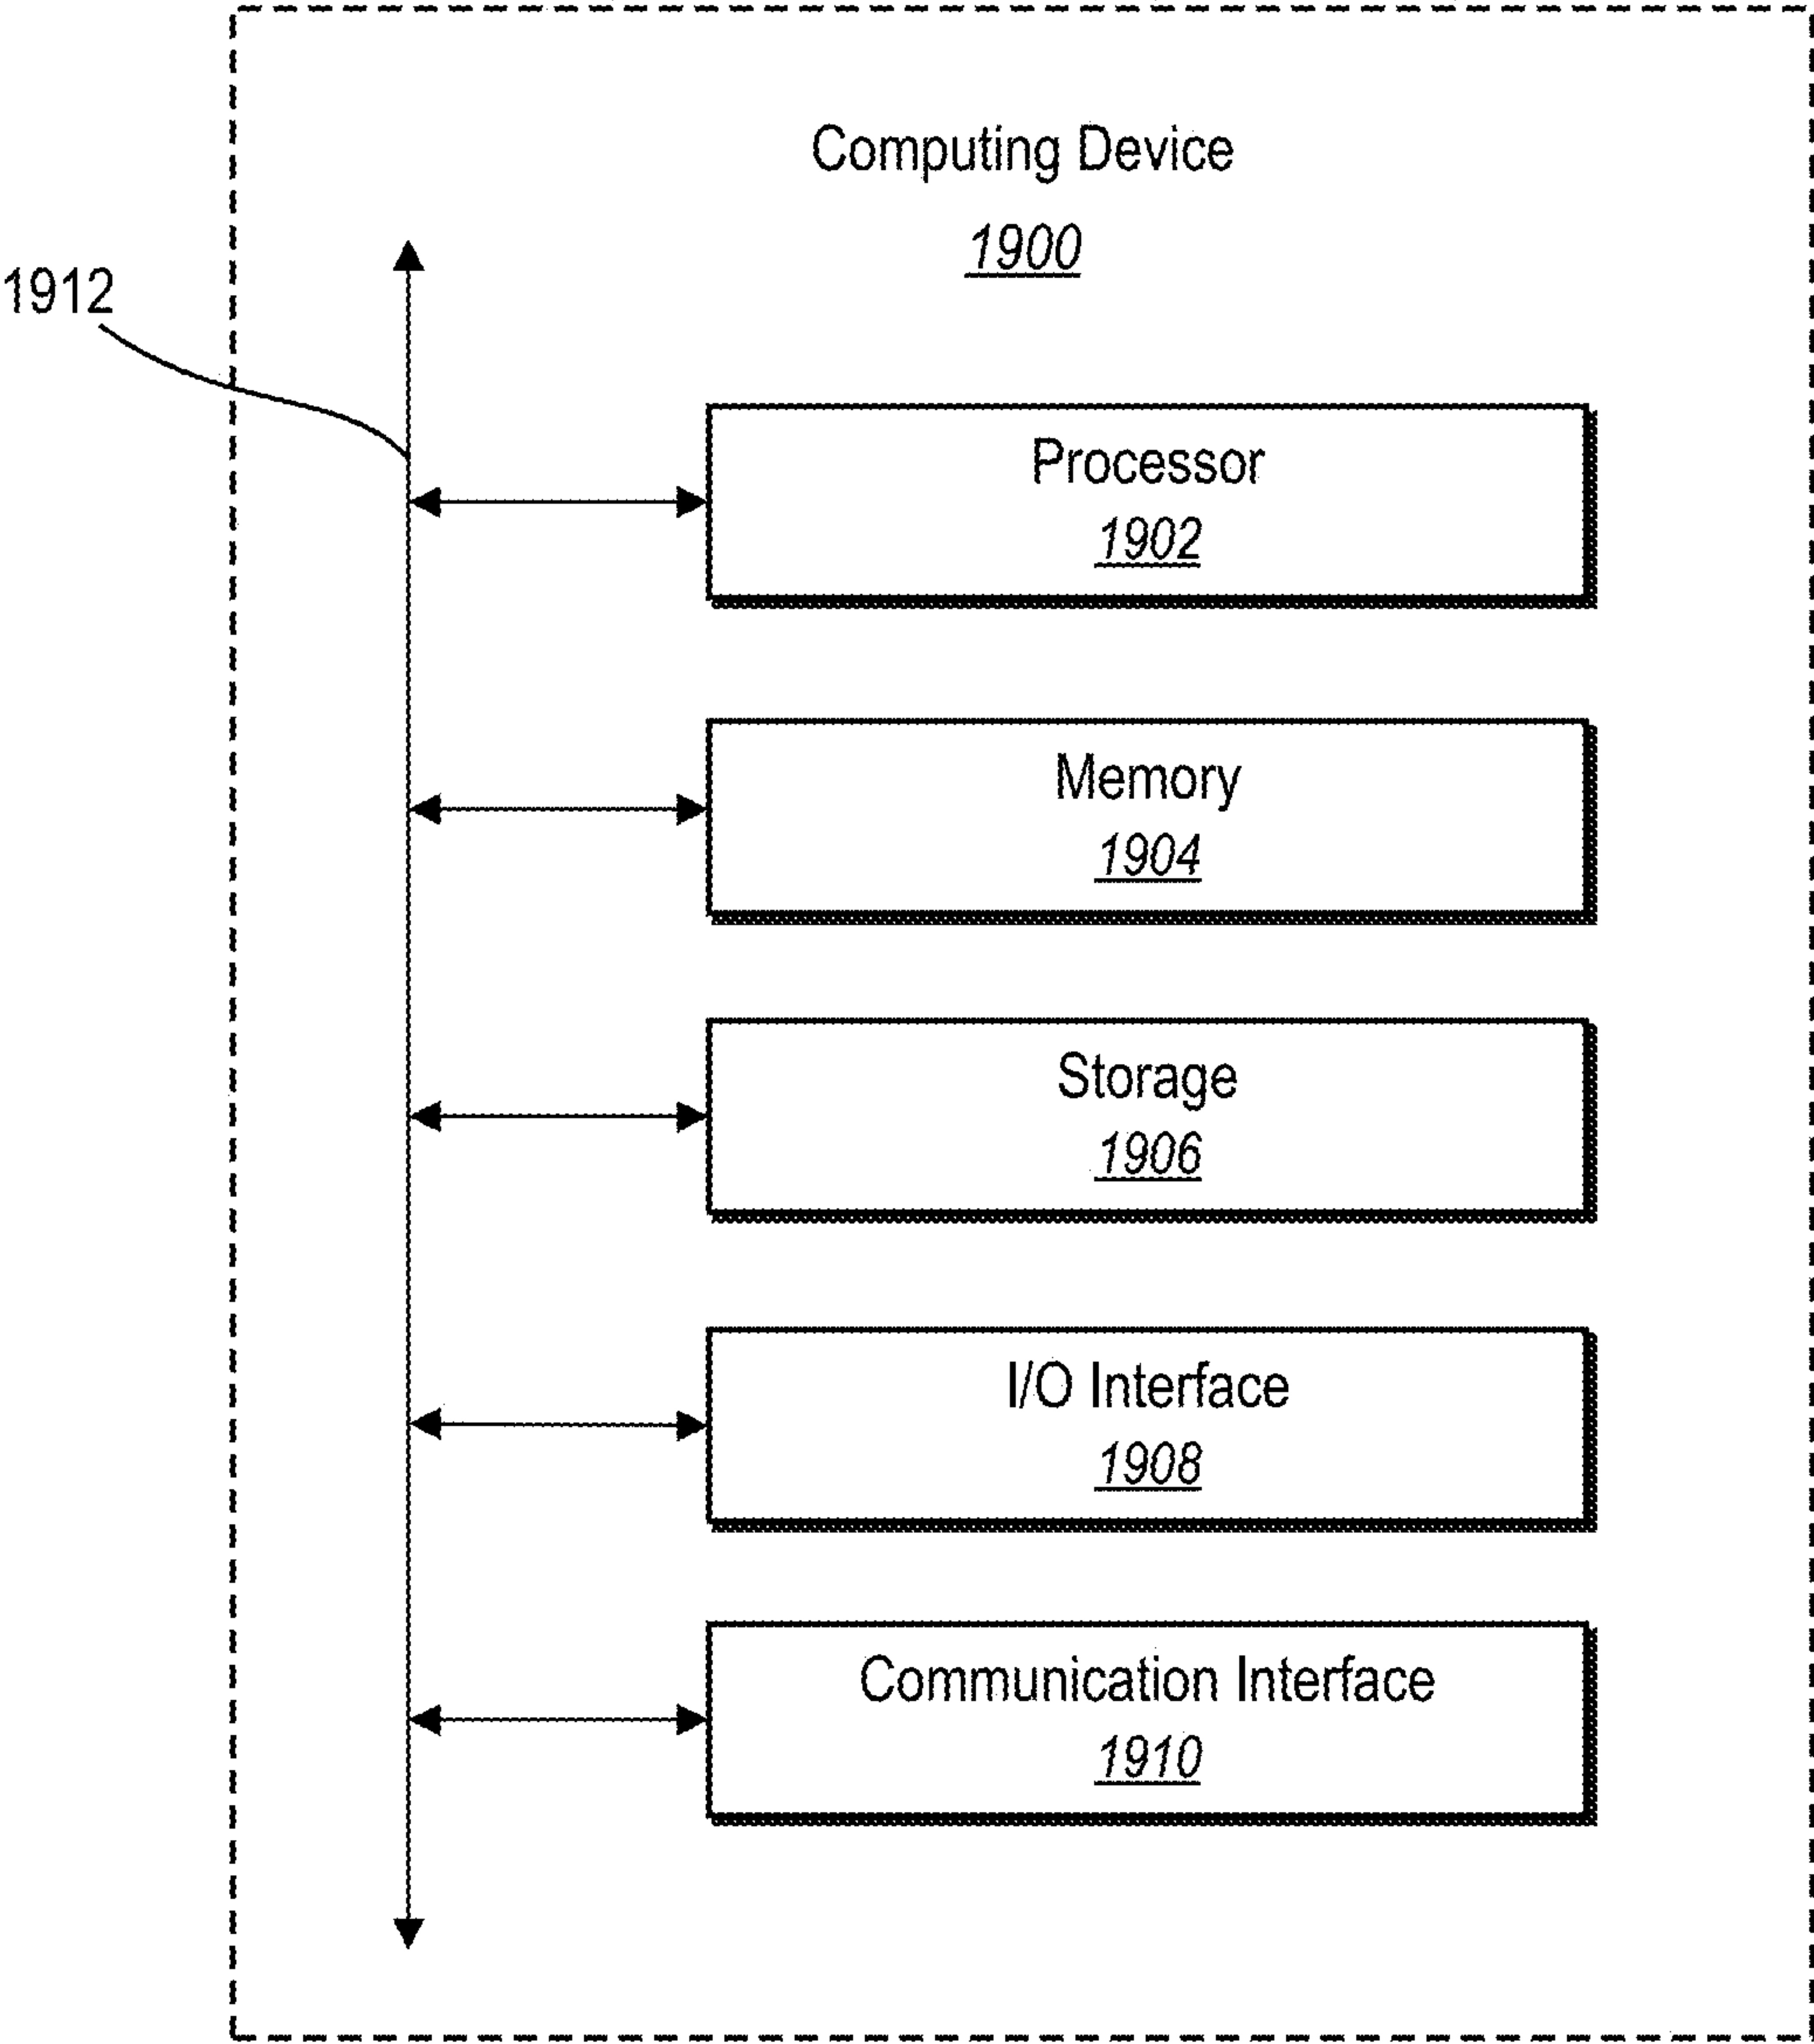 Computing Device
1900
1912
Processor
1902
Memory
1904
Storage
1906
I/O Interface
1908
Communication Interface
1910